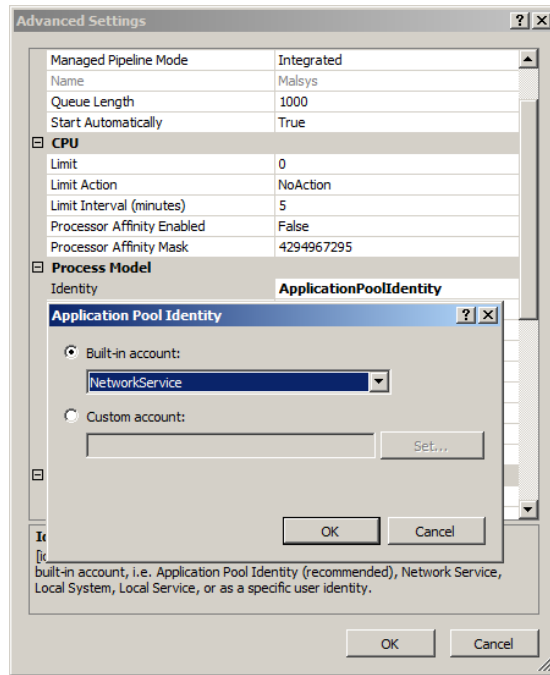 Advanced Settings
Managed Pipeline Mode Integrated
Name Malsys
Queue Length 1000
Start Automatically True
CPU
Limit 0
Limit Action NoAction
Limit Interval (minutes) 5
Processor Affinity Enabled False
Processor Affinity Mask 4294967295
Process Model
Identity ApplicationPoolIdentity
Application Pool Identity
Built-in account:
NetworkService
Custom account:
Set...
OK Cancel
built-in account, i.e. Application Pool Identity (recommended), Network Service,
Local System, Local Service, or as a specific user identity.
OK Cancel